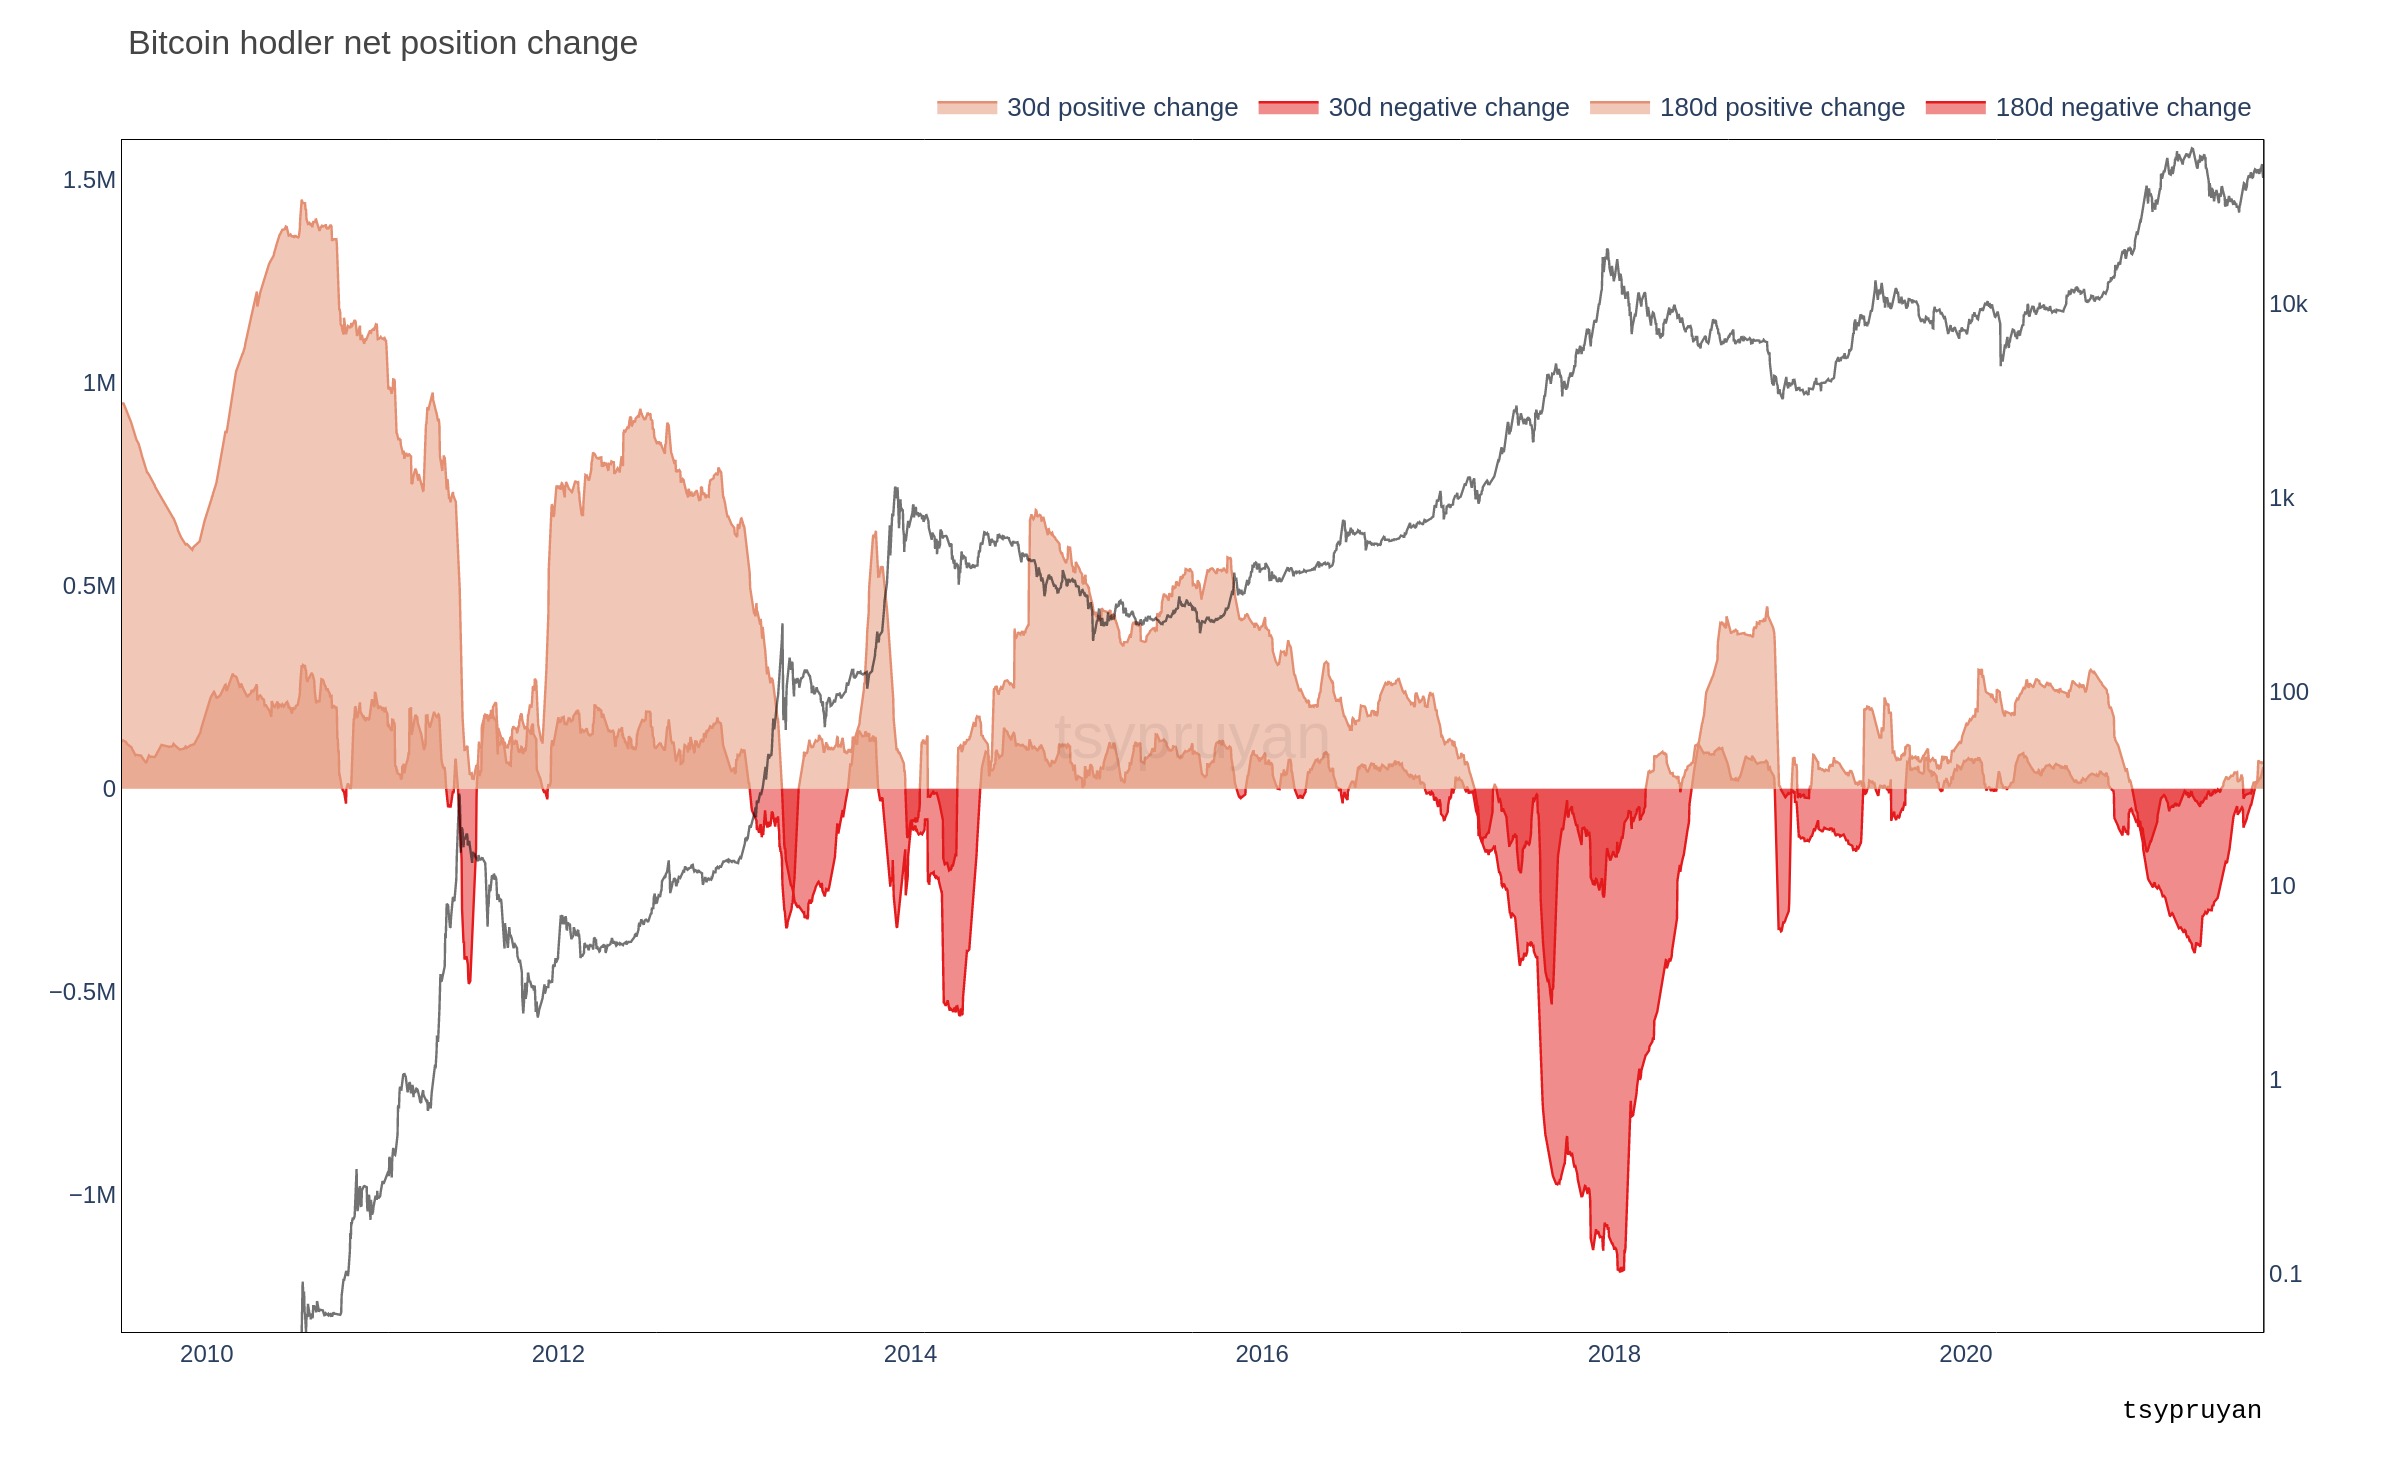 Bitcoin hodler net position change
30d positive change 30d negative change 180d positive change 180d negative change
1.5M
1M
0.5M
0
−0.5M
−1M
10k
1k
100
10
1
0.1
tsypruyan
2010 2012 2014 2016 2018 2020
tsypruyan